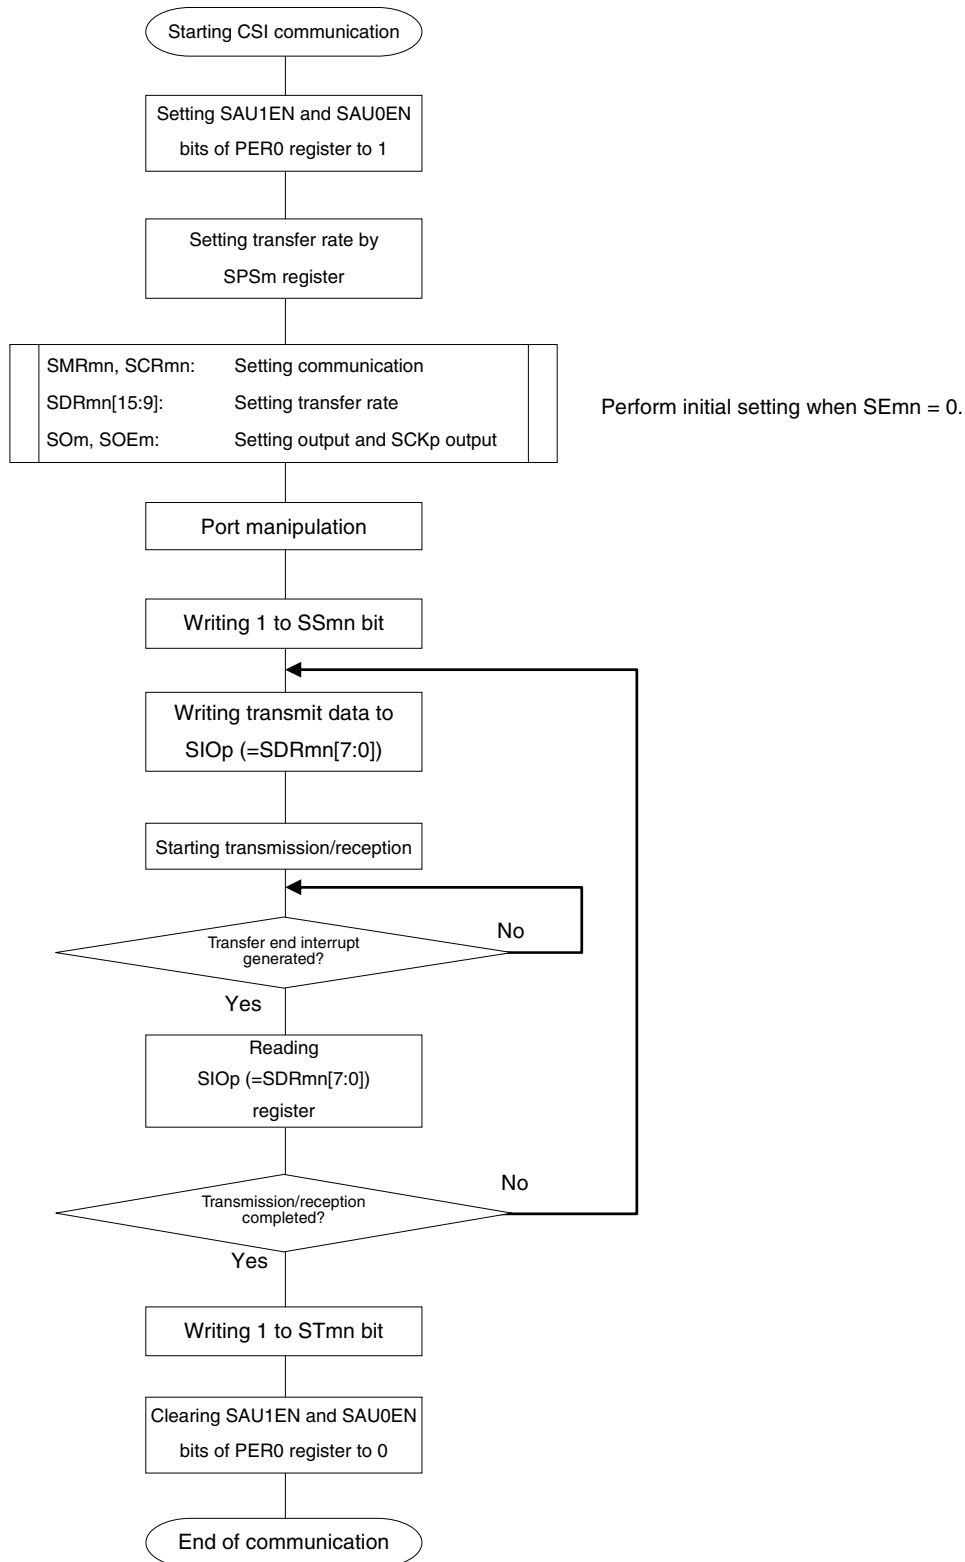 Starting CSI communication
Setting SAU1EN and SAU0EN
bits of PER0 register to 1
Setting transfer rate by
SPSm register
SMRmn, SCRmn: Setting communication
SDRmn[15:9]: Setting transfer rate
SOm, SOEm: Setting output and SCKp output
Perform initial setting when SEmn = 0.
Port manipulation
Writing 1 to SSmn bit
Writing transmit data to
SIOp (=SDRmn[7:0])
Starting transmission/reception
Transfer end interrupt
generated?
No
Yes
Reading
SIOp (=SDRmn[7:0])
register
Transmission/reception
completed?
No
Yes
Writing 1 to STmn bit
Clearing SAU1EN and SAU0EN
bits of PER0 register to 0
End of communication